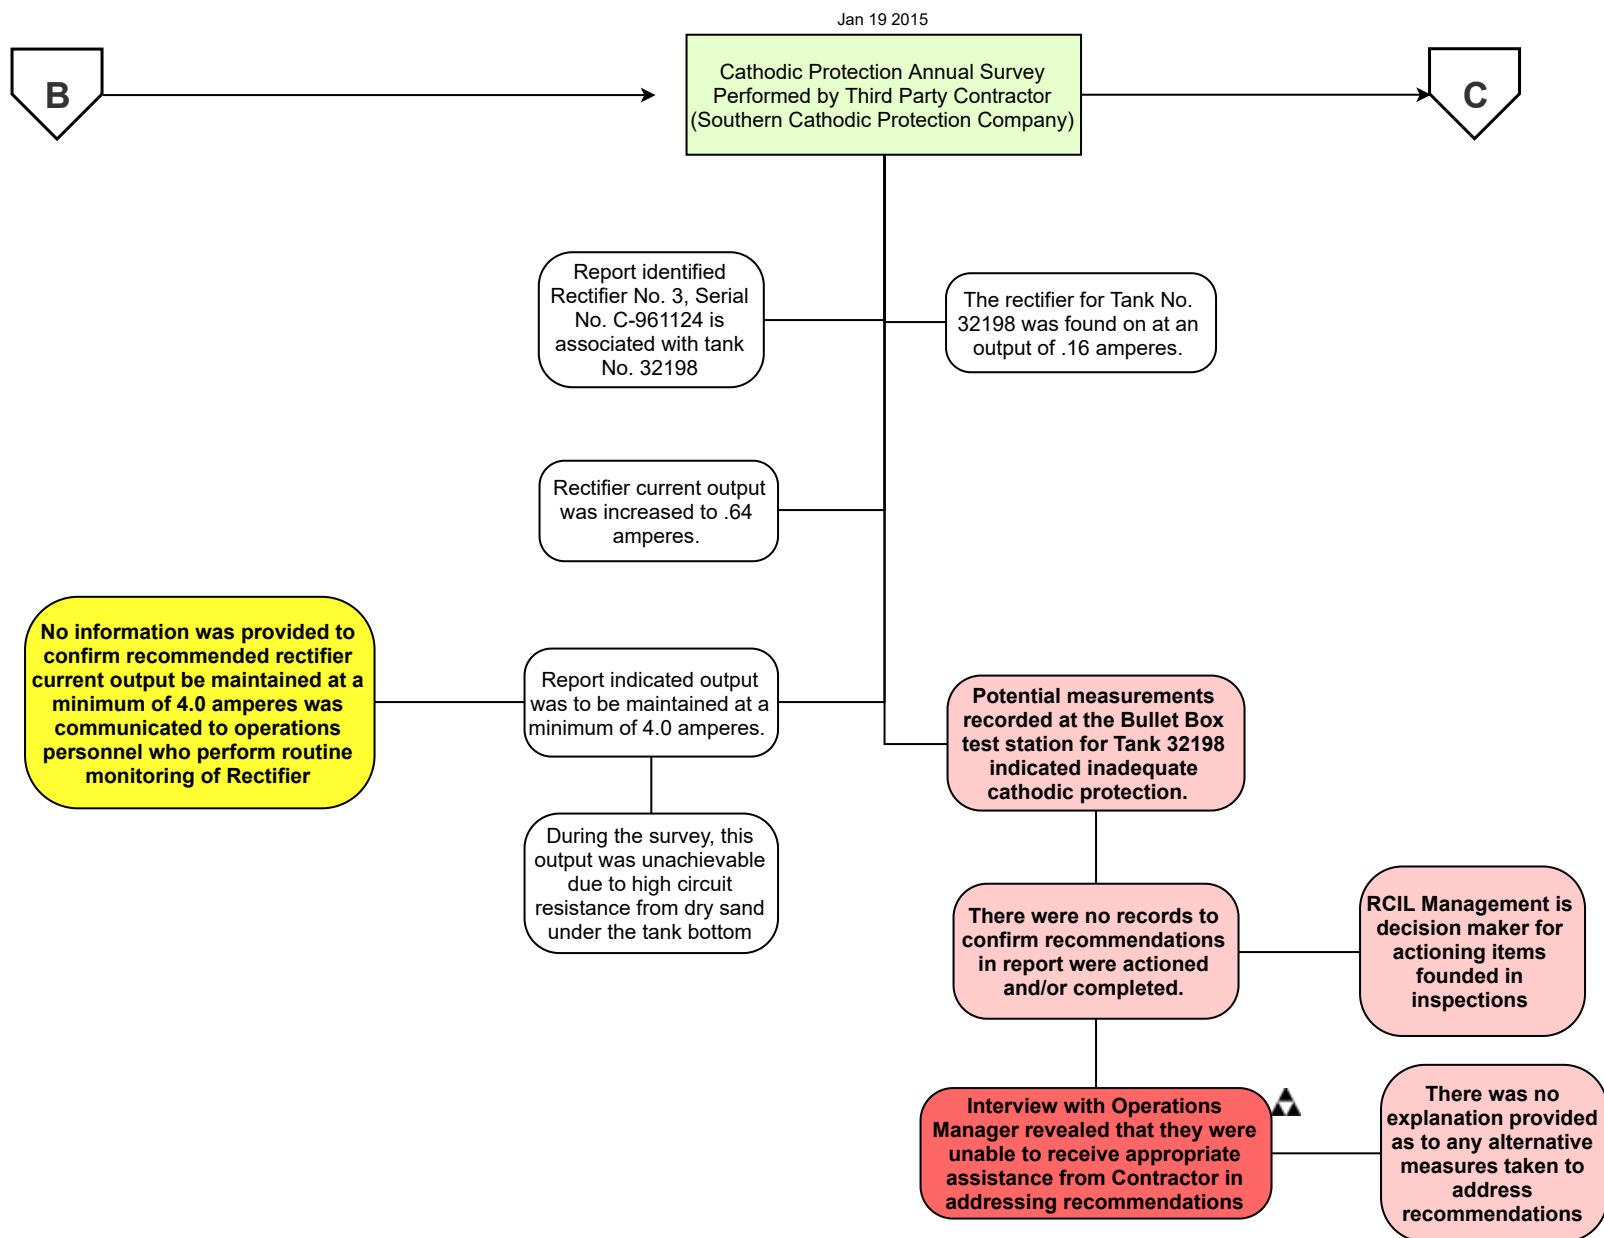 Jan 19 2015
B
Cathodic Protection Annual Survey
Performed by Third Party Contractor
(Southern Cathodic Protection Company)
C
Report identified
Rectifier No. 3, Serial
No. C-961124 is
associated with tank
No. 32198
The rectifier for Tank No.
32198 was found on at an
output of .16 amperes.
Rectifier current output
was increased to .64
amperes.
No information was provided to
confirm recommended rectifier
current output be maintained at a
minimum of 4.0 amperes was
communicated to operations
personnel who perform routine
monitoring of Rectifier
Report indicated output
was to be maintained at a
minimum of 4.0 amperes.
Potential measurements
recorded at the Bullet Box
test station for Tank 32198
indicated inadequate
cathodic protection.
During the survey, this
output was unachievable
due to high circuit
resistance from dry sand
under the tank bottom
There were no records to
confirm recommendations
in report were actioned
and/or completed.
RCIL Management is
decision maker for
actioning items
founded in
inspections
Interview with Operations
Manager revealed that they were
unable to receive appropriate
assistance from Contractor in
addressing recommendations
There was no
explanation provided
as to any alternative
measures taken to
address
recommendations